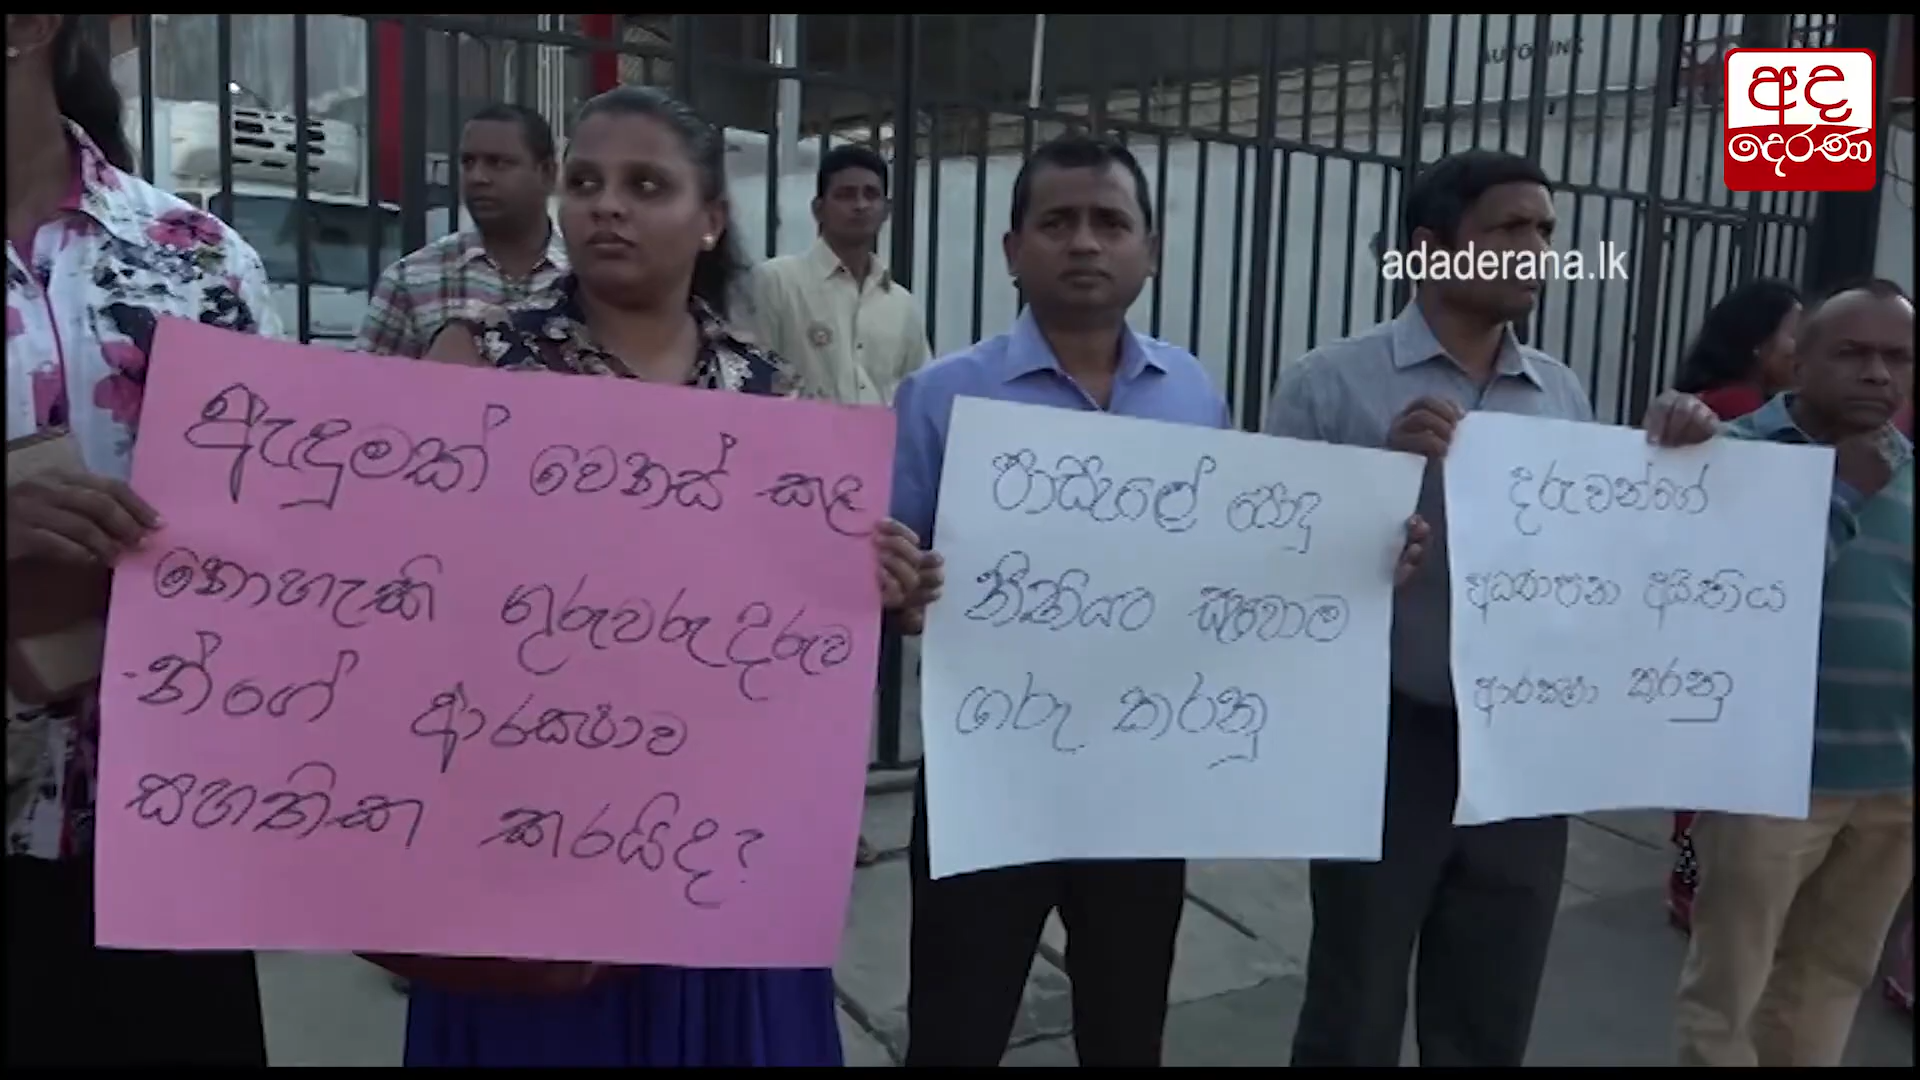 අද
දෙරණ
adaderana.lk
AUTOLINE
ඇඳුමක් වෙනස් කළ
නොහැකි ගුරුවරු දරුව
-න්ගේ ආරක්ෂාව
සහතික කරයිද?
පාසැලේ පොදු
නීතියට සැවොම
ගරු කරනු
දරුවන්ගේ
අධ්‍යාපන අයිතිය
ආරක්ෂා කරනු